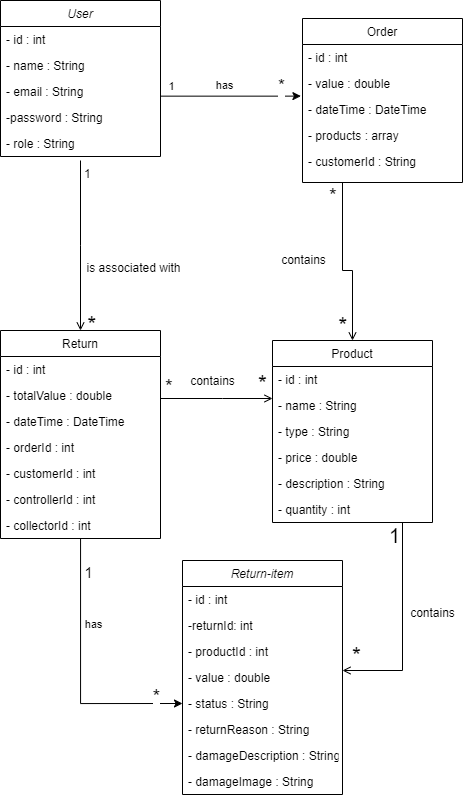 User
- id : int
- name : String
- email : String
-password : String
- role : String
1
has
*
Order
- id : int
- value : double
- dateTime : DateTime
- products : array
- customerId : String
1
is associated with
*
*
contains
*
Return
- id : int
- totalValue : double
- dateTime : DateTime
- orderId : int
- customerId : int
- controllerId : int
- collectorId : int
*
contains
*
Product
- id : int
- name : String
- type : String
- price : double
- description : String
- quantity : int
1
has
*
1
contains
*
Return-item
- id : int
-returnId: int
- productId : int
- value : double
- status : String
- returnReason : String
- damageDescription : String
- damageImage : String